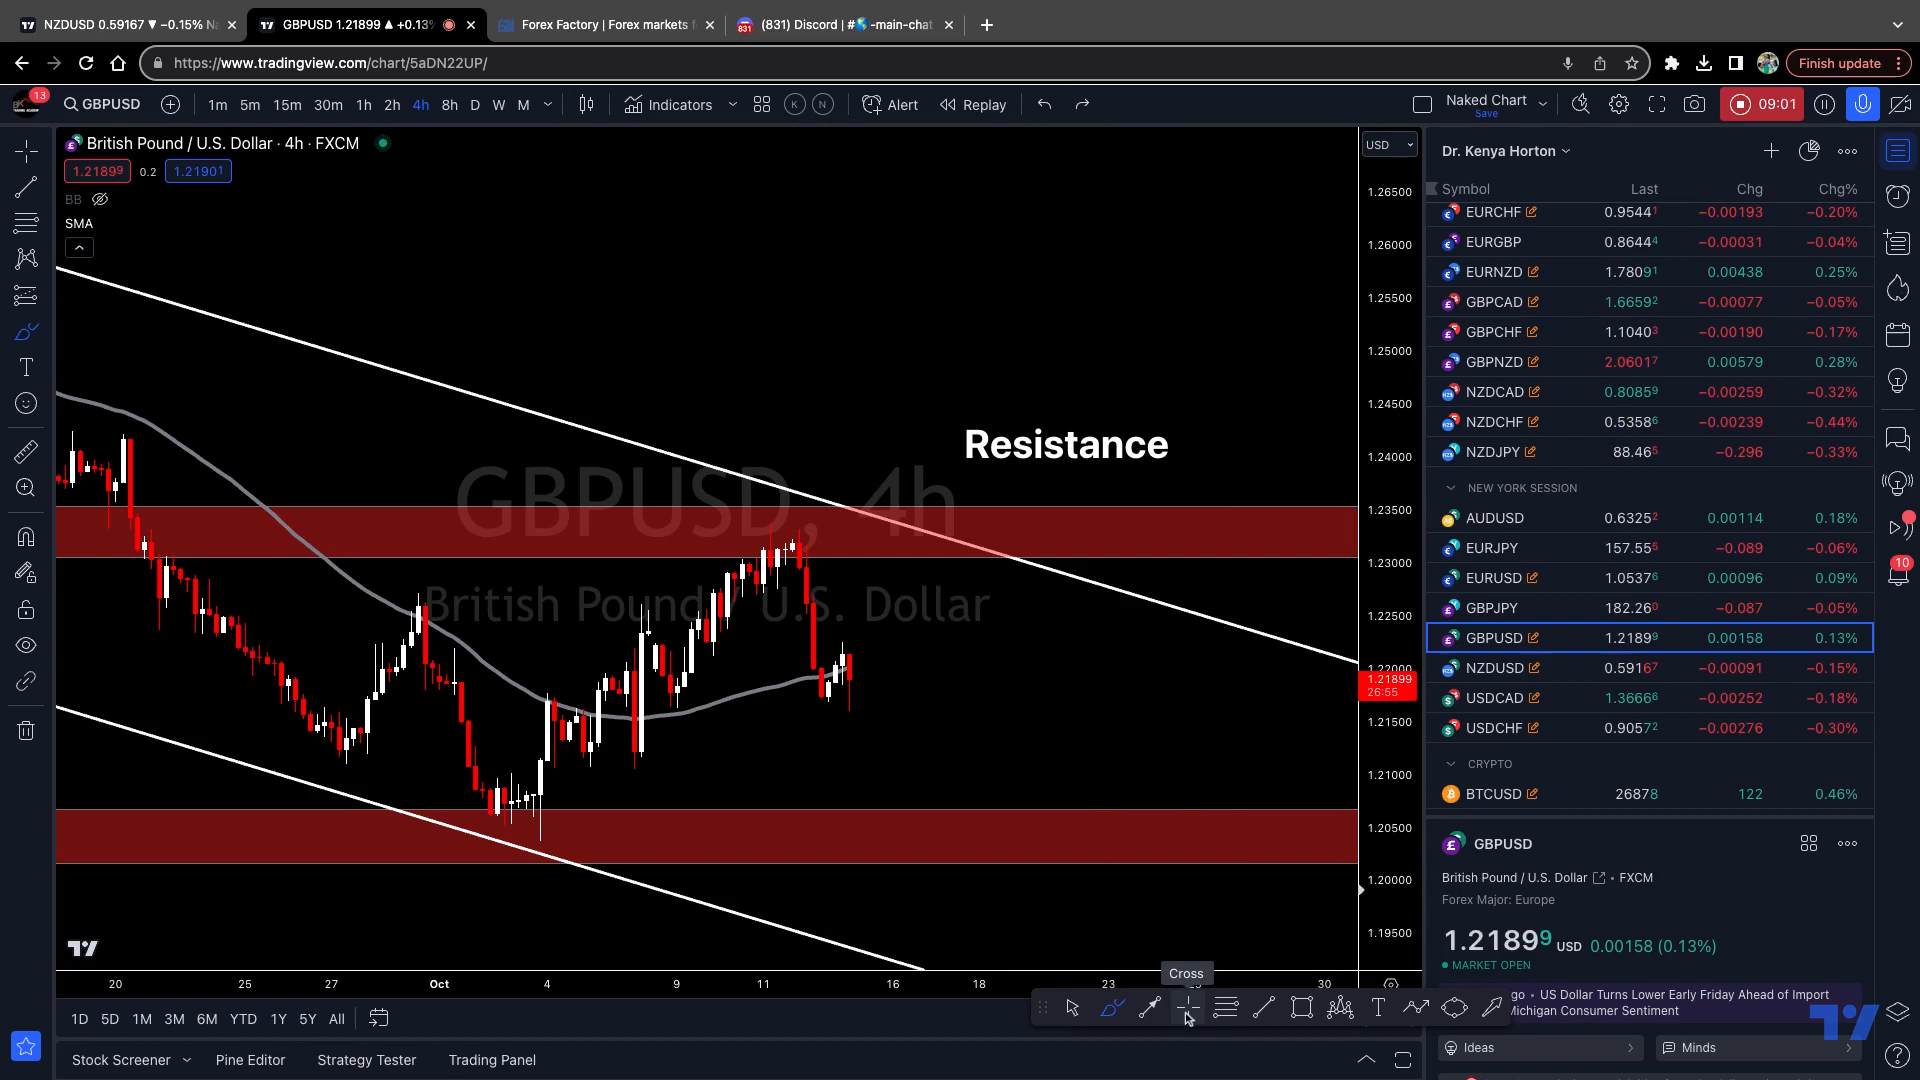 NZDUSD 0.59167 ▼ −0.15%
GBPUSD 1.21899 ▲ +0.13%
Forex Factory | Forex markets
(831) Discord | #🌎-main-chat
https://www.tradingview.com/chart/5aDN22UP/
Finish update
13
GBPUSD
1m 5m 15m 30m 1h 2h 4h 8h D W M
Indicators
K N
Alert
Replay
Naked Chart
Save
09:01
British Pound / U.S. Dollar · 4h · FXCM
1.21899 0.2 1.21901
BB
SMA
USD
1.26500
1.26000
1.25500
1.25000
1.24500
1.24000
1.23500
1.23000
1.22500
1.22000
1.21899
26:55
1.21500
1.21000
1.20500
1.20000
1.19500
Resistance
GBPUSD, 4h
British Pound / U.S. Dollar
20 25 27 Oct 4 9 11 16 18 23 30
Cross
1D 5D 1M 3M 6M YTD 1Y 5Y All
Stock Screener Pine Editor Strategy Tester Trading Panel
Dr. Kenya Horton
Symbol Last Chg Chg%
EURCHF 0.95441 −0.00193 −0.20%
EURGBP 0.86444 −0.00031 −0.04%
EURNZD 1.78091 0.00438 0.25%
GBPCAD 1.66592 −0.00077 −0.05%
GBPCHF 1.10403 −0.00190 −0.17%
GBPNZD 2.06017 0.00579 0.28%
NZDCAD 0.80859 −0.00259 −0.32%
NZDCHF 0.53586 −0.00239 −0.44%
NZDJPY 88.465 −0.296 −0.33%
NEW YORK SESSION
AUDUSD 0.63252 0.00114 0.18%
EURJPY 157.555 −0.089 −0.06%
EURUSD 1.05376 0.00096 0.09%
GBPJPY 182.260 −0.087 −0.05%
GBPUSD 1.21899 0.00158 0.13%
NZDUSD 0.59167 −0.00091 −0.15%
USDCAD 1.36666 −0.00252 −0.18%
USDCHF 0.90572 −0.00276 −0.30%
CRYPTO
BTCUSD 26878 122 0.46%
GBPUSD
British Pound / U.S. Dollar • FXCM
Forex Major: Europe
1.21899 USD 0.00158 (0.13%)
MARKET OPEN
go • US Dollar Turns Lower Early Friday Ahead of Import
Michigan Consumer Sentiment
Ideas
Minds
10